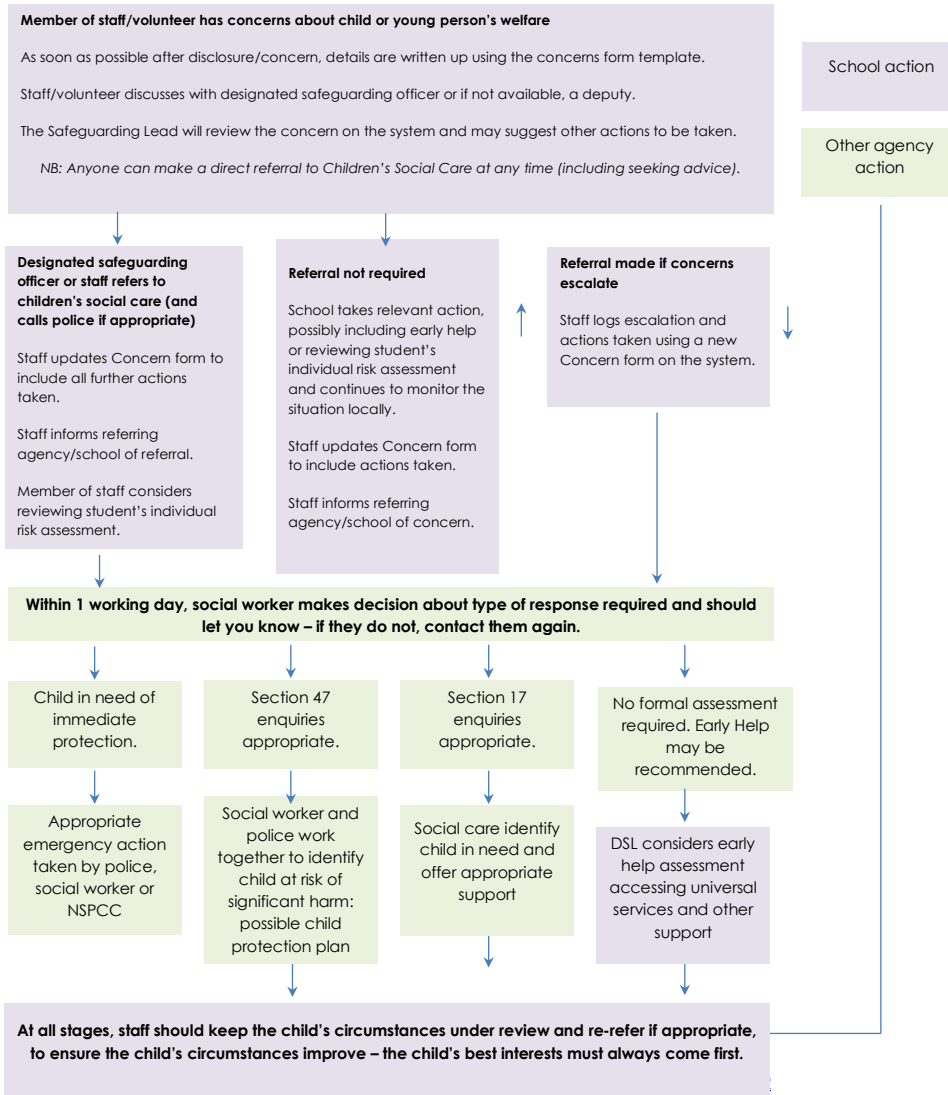 Member of staff/volunteer has concerns about child or young person's welfare
As soon as possible after disclosure/concern, details are written up using the concerns form template.
Staff/volunteer discusses with designated safeguarding officer or if not available, a deputy.
The Safeguarding Lead will review the concern on the system and may suggest other actions to be taken.
NB: Anyone can make a direct referral to Children's Social Care at any time (including seeking advice).
School action
Other agency
action
Designated safeguarding
officer or staff refers to
children's social care (and
calls police if appropriate)
Staff updates Concern form to
include all further actions
taken.
Staff informs referring
agency/school of referral.
Member of staff considers
reviewing student's individual
risk assessment.
Referral not required
School takes relevant action,
possibly including early help
or reviewing student's
individual risk assessment
and continues to monitor the
situation locally.
Staff updates Concern form
to include actions taken.
Staff informs referring
agency/school of concern.
Referral made if concerns
escalate
Staff logs escalation and
actions taken using a new
Concern form on the system.
Within 1 working day, social worker makes decision about type of response required and should
let you know – if they do not, contact them again.
Child in need of
immediate
protection.
Section 47
enquiries
appropriate.
Section 17
enquiries
appropriate.
No formal assessment
required. Early Help
may be
recommended.
Appropriate
emergency action
taken by police,
social worker or
NSPCC
Social worker and
police work
together to identify
child at risk of
significant harm:
possible child
protection plan
Social care identify
child in need and
offer appropriate
support
DSL considers early
help assessment
accessing universal
services and other
support
At all stages, staff should keep the child's circumstances under review and re-refer if appropriate,
to ensure the child's circumstances improve – the child's best interests must always come first.